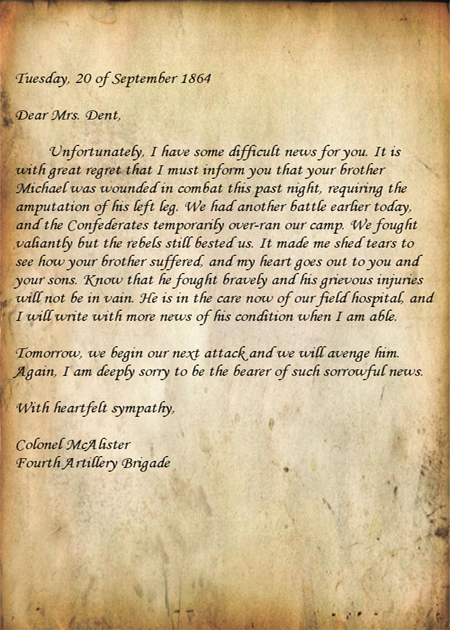 Tuesday, 20 of September 1864
Dear Mrs. Dent,
Unfortunately, I have some difficult news for you. It is
with great regret that I must inform you that your brother
Michael was wounded in combat this past night, requiring the
amputation of his left leg. We had another battle earlier today,
and the Confederates temporarily over-ran our camp. We fought
valiantly but the rebels still bested us. It made me shed tears to
see how your brother suffered, and my heart goes out to you and
your sons. Know that he fought bravely and his grievous injuries
will not be in vain. He is in the care now of our field hospital, and
I will write with more news of his condition when I am able.
Tomorrow, we begin our next attack and we will avenge him.
Again, I am deeply sorry to be the bearer of such sorrowful news.
With heartfelt sympathy,
Colonel McAlister
Fourth Artillery Brigade